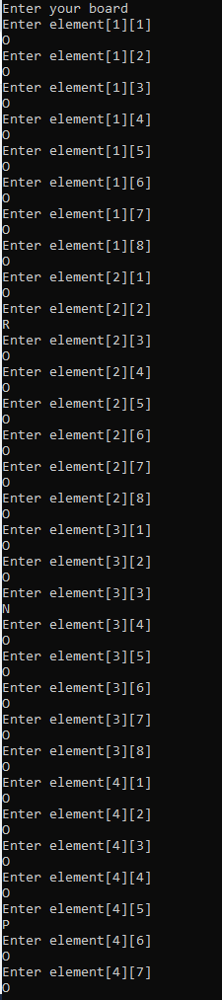 Enter your board
Enter element[1][1]
O
Enter element[1][2]
O
Enter element[1][3]
O
Enter element[1][4]
O
Enter element[1][5]
O
Enter element[1][6]
O
Enter element[1][7]
O
Enter element[1][8]
O
Enter element[2][1]
O
Enter element[2][2]
R
Enter element[2][3]
O
Enter element[2][4]
O
Enter element[2][5]
O
Enter element[2][6]
O
Enter element[2][7]
O
Enter element[2][8]
O
Enter element[3][1]
O
Enter element[3][2]
O
Enter element[3][3]
N
Enter element[3][4]
O
Enter element[3][5]
O
Enter element[3][6]
O
Enter element[3][7]
O
Enter element[3][8]
O
Enter element[4][1]
O
Enter element[4][2]
O
Enter element[4][3]
O
Enter element[4][4]
O
Enter element[4][5]
P
Enter element[4][6]
O
Enter element[4][7]
O